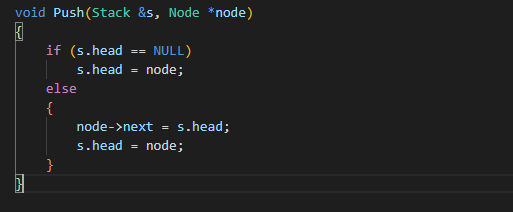 void Push(Stack &s, Node *node)
{
    if (s.head == NULL)
        s.head = node;
    else
    {
        node->next = s.head;
        s.head = node;
    }
}